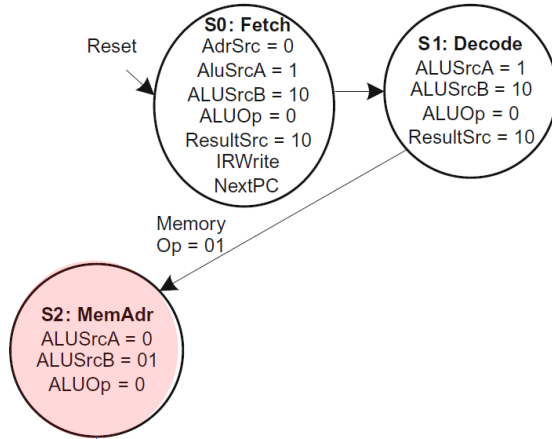 Reset
S0: Fetch
AdrSrc = 0
AluSrcA = 1
ALUSrcB = 10
ALUOp = 0
ResultSrc = 10
IRWrite
NextPC
S1: Decode
ALUSrcA = 1
ALUSrcB = 10
ALUOp = 0
ResultSrc = 10
Memory
Op = 01
S2: MemAdr
ALUSrcA = 0
ALUSrcB = 01
ALUOp = 0